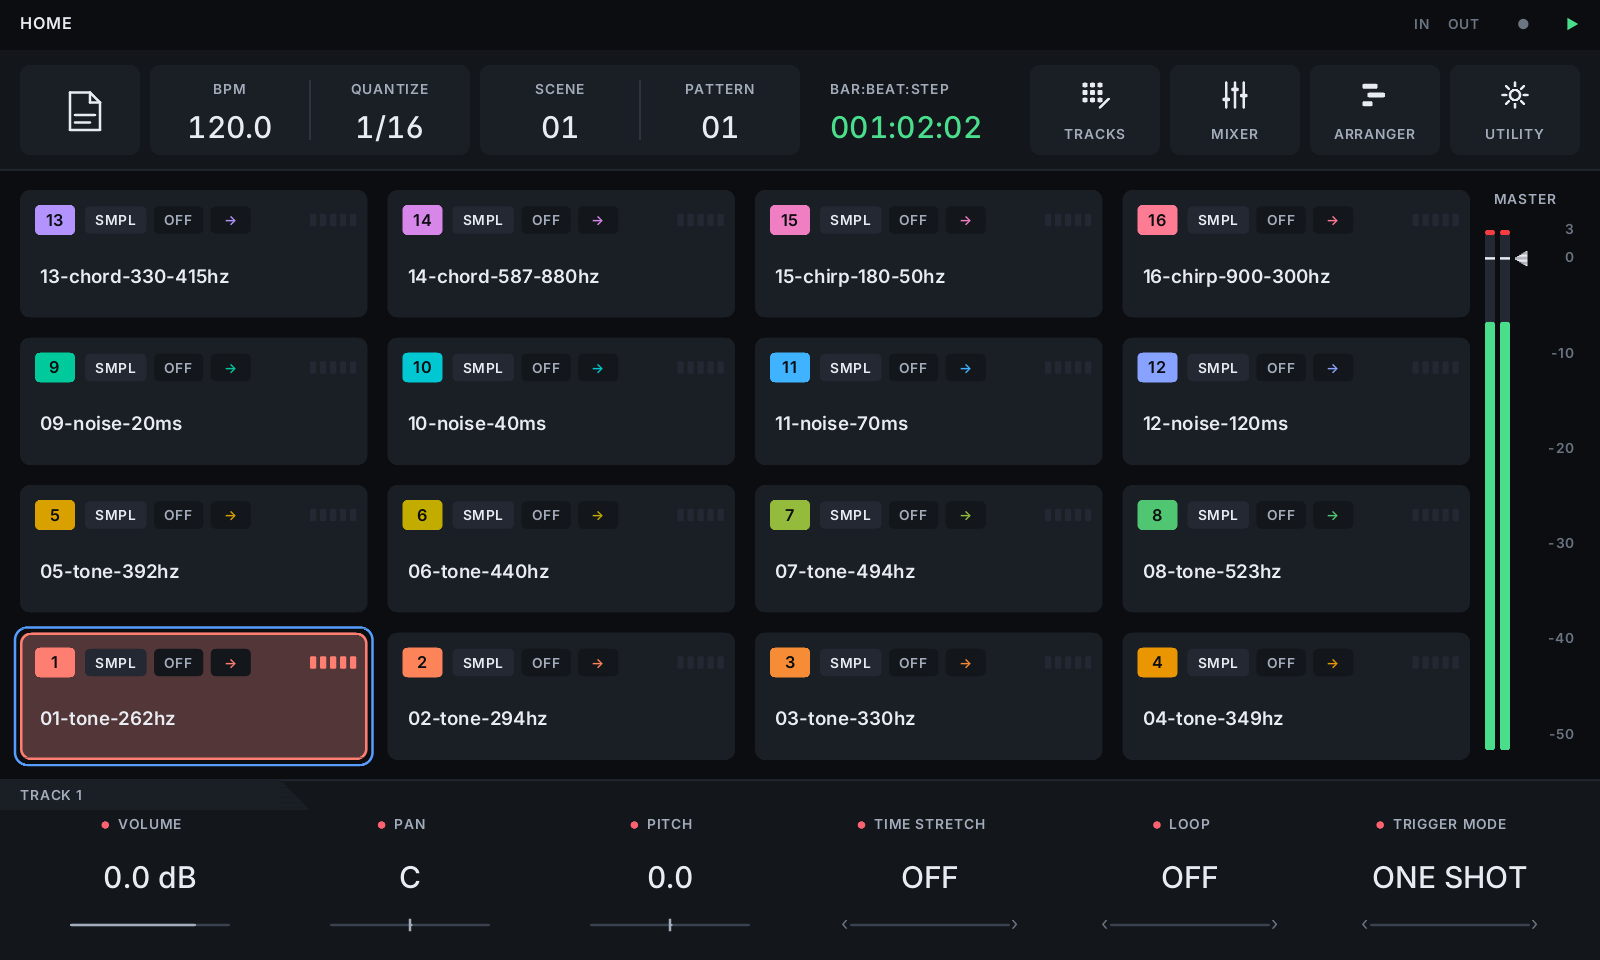 HOME
IN OUT
BPM QUANTIZE SCENE PATTERN BAR:BEAT:STEP
120.0 1/16 01 01 001:02:02
TRACKS MIXER ARRANGER UTILITY
13 SMPL OFF →
13-chord-330-415hz
14 SMPL OFF →
14-chord-587-880hz
15 SMPL OFF →
15-chirp-180-50hz
16 SMPL OFF →
16-chirp-900-300hz
9 SMPL OFF →
09-noise-20ms
10 SMPL OFF →
10-noise-40ms
11 SMPL OFF →
11-noise-70ms
12 SMPL OFF →
12-noise-120ms
5 SMPL OFF →
05-tone-392hz
6 SMPL OFF →
06-tone-440hz
7 SMPL OFF →
07-tone-494hz
8 SMPL OFF →
08-tone-523hz
1 SMPL OFF →
01-tone-262hz
2 SMPL OFF →
02-tone-294hz
3 SMPL OFF →
03-tone-330hz
4 SMPL OFF →
04-tone-349hz
MASTER
3
0
-10
-20
-30
-40
-50
TRACK 1
VOLUME PAN PITCH TIME STRETCH LOOP TRIGGER MODE
0.0 dB C 0.0 OFF OFF ONE SHOT